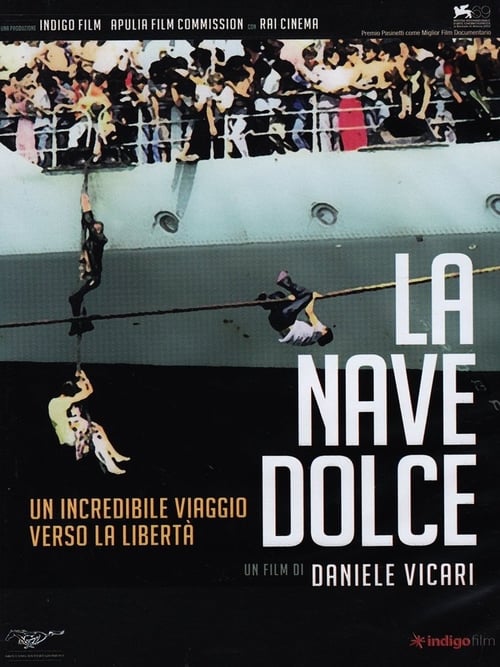 UNA PRODUZIONE INDIGO FILM APULIA FILM COMMISSION CON RAI CINEMA
69
Premio Pasinetti come Miglior Film Documentario
LA
NAVE
DOLCE
UN INCREDIBILE VIAGGIO
VERSO LA LIBERTÀ
UN FILM DI DANIELE VICARI
indigofilm